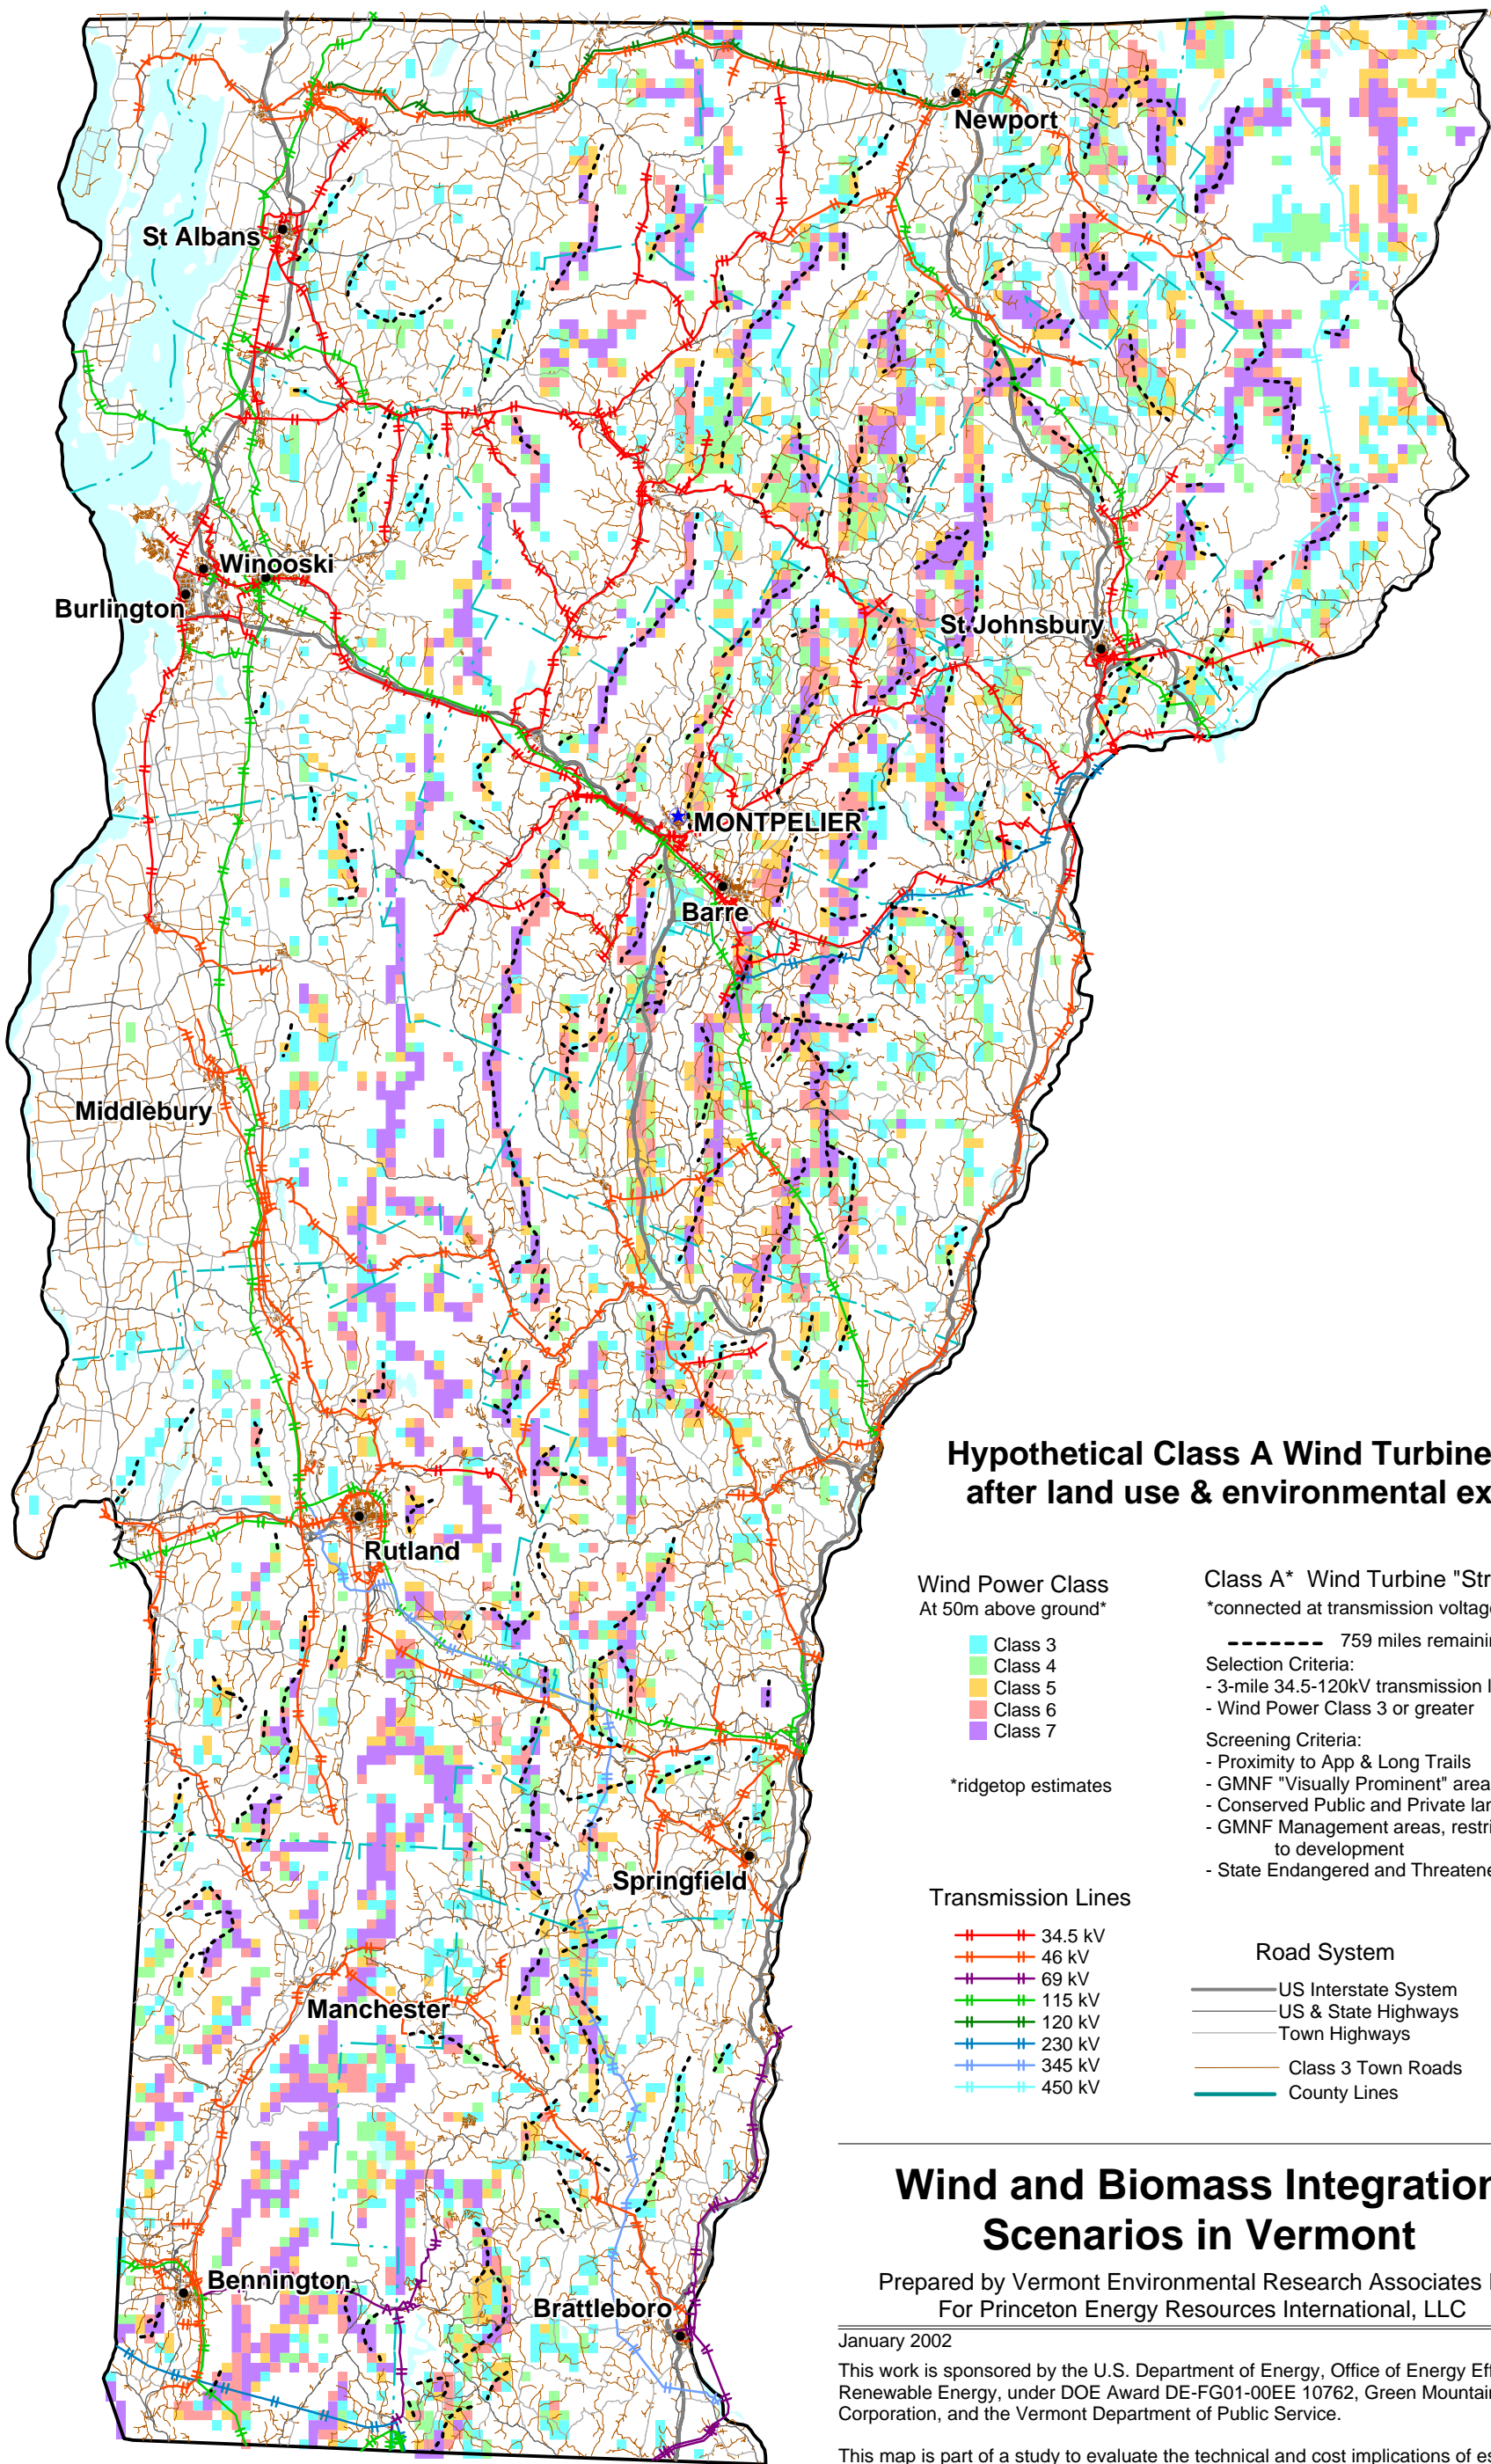 Newport
St Albans
Winooski
Burlington
St Johnsbury
MONTPELIER
Barre
Middlebury
Rutland
Springfield
Manchester
Bennington
Brattleboro
Hypothetical Class A Wind Turbine
after land use & environmental ex
Wind Power Class
At 50m above ground*
Class 3
Class 4
Class 5
Class 6
Class 7
*ridgetop estimates
Class A* Wind Turbine "Str
*connected at transmission voltage
759 miles remainin
Selection Criteria:
- 3-mile 34.5-120kV transmission l
- Wind Power Class 3 or greater
Screening Criteria:
- Proximity to App & Long Trails
- GMNF "Visually Prominent" area
- Conserved Public and Private lan
- GMNF Management areas, restri
to development
- State Endangered and Threatene
Transmission Lines
34.5 kV
46 kV
69 kV
115 kV
120 kV
230 kV
345 kV
450 kV
Road System
US Interstate System
US & State Highways
Town Highways
Class 3 Town Roads
County Lines
Wind and Biomass Integration
Scenarios in Vermont
Prepared by Vermont Environmental Research Associates I
For Princeton Energy Resources International, LLC
January 2002
This work is sponsored by the U.S. Department of Energy, Office of Energy Eff
Renewable Energy, under DOE Award DE-FG01-00EE 10762, Green Mountain
Corporation, and the Vermont Department of Public Service.
This map is part of a study to evaluate the technical and cost implications of es